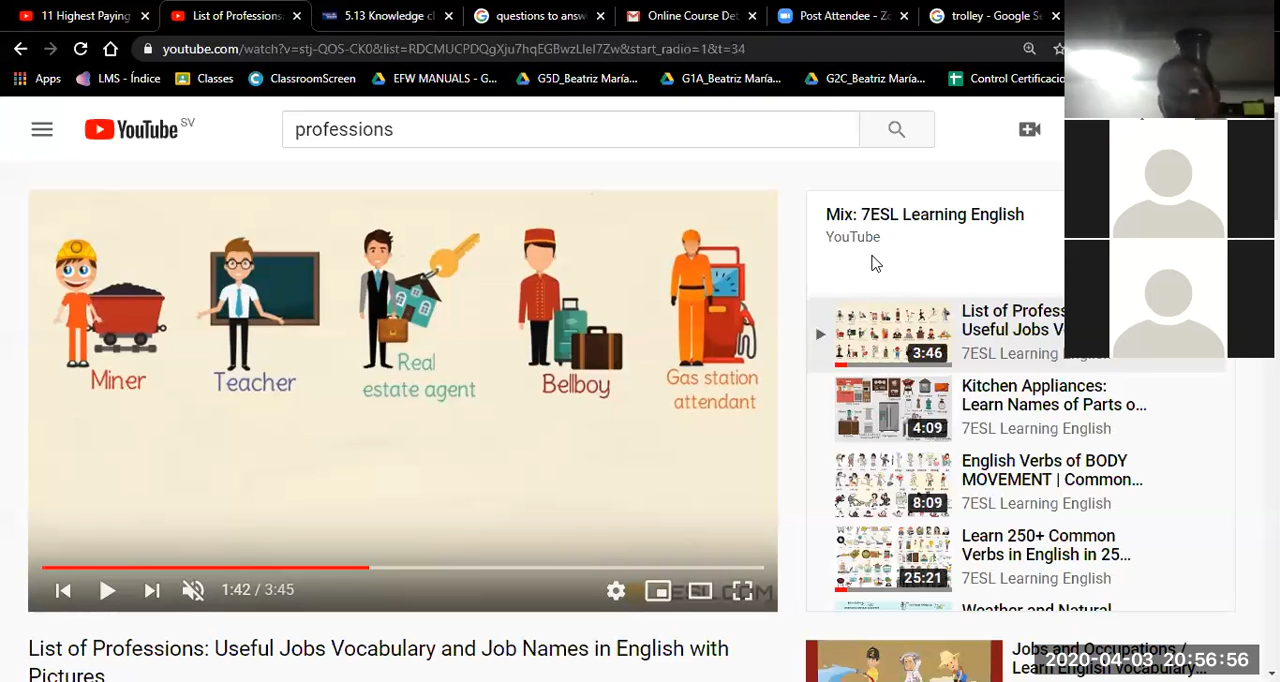 11 Highest Paying
List of Professions
5.13 Knowledge c
questions to answ
Online Course Det
Post Attendee - Zo
trolley - Google Se
youtube.com/watch?v=stj-QOS-CK0&list=RDCMUCPDQgXju7hqEGBwzLIeI7Zw&start_radio=1&t=34
Apps
LMS - Índice
Classes
ClassroomScreen
EFW MANUALS - G...
G5D_Beatriz María...
G1A_Beatriz María...
G2C_Beatriz María...
Control Certificacio
YouTube SV
professions
Miner
Teacher
Real
estate agent
Bellboy
Gas station
attendant
1:42 / 3:45
List of Professions: Useful Jobs Vocabulary and Job Names in English with
Pictures
Mix: 7ESL Learning English
YouTube
List of Profess
Useful Jobs V
7ESL Learning English
3:46
Kitchen Appliances:
Learn Names of Parts o...
7ESL Learning English
4:09
English Verbs of BODY
MOVEMENT | Common...
7ESL Learning English
8:09
Learn 250+ Common
Verbs in English in 25...
7ESL Learning English
25:21
Weather and Natural
Jobs and Occupations /
Learn English Vocabulary...
2020-04-03 20:56:56